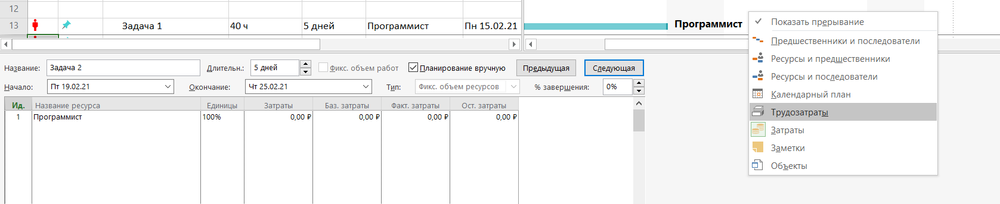 12
13 Задача 1 40 ч 5 дней Программист Пн 15.02.21 Программист
Название: Задача 2 Длительн.: 5 дней Фикс. объем работ Планирование вручную Предыдущая Следующая
Начало: Пт 19.02.21 Окончание: Чт 25.02.21 Тип: Фикс. объем ресурсов % завершения: 0%
Ид. Название ресурса Единицы Затраты Баз. затраты Факт. затраты Ост. затраты
1 Программист 100% 0,00 ₽ 0,00 ₽ 0,00 ₽ 0,00 ₽
Показать прерывание
Предшественники и последователи
Ресурсы и предшественники
Ресурсы и последователи
Календарный план
Трудозатраты
Затраты
Заметки
Объекты